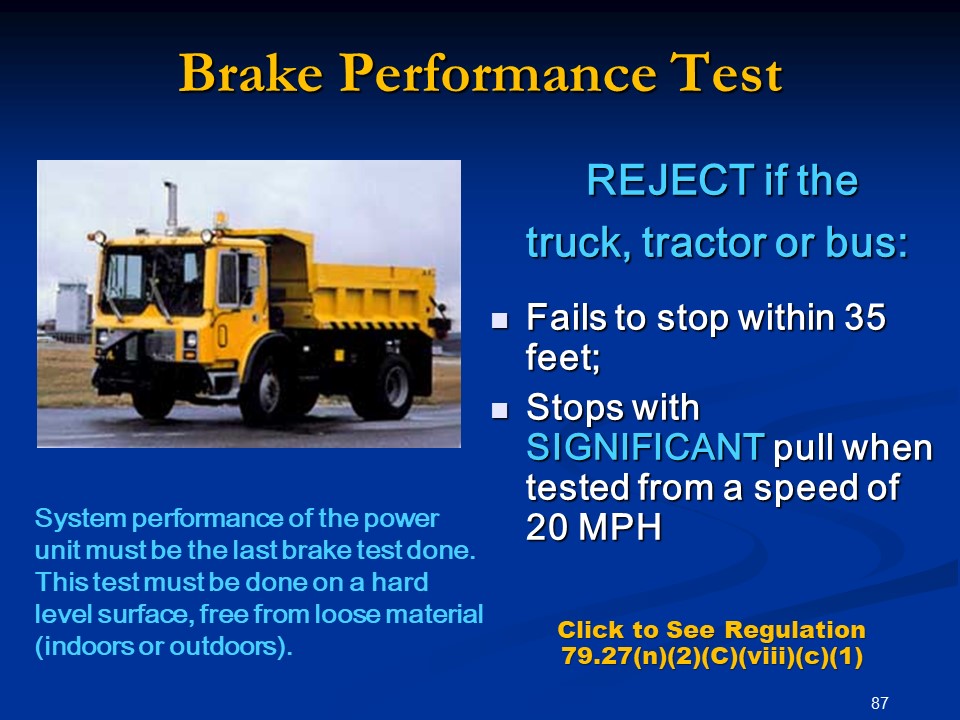 Brake Performance Test
REJECT if the
truck, tractor or bus:
■ Fails to stop within 35
feet;
■ Stops with
SIGNIFICANT pull when
tested from a speed of
20 MPH
System performance of the power
unit must be the last brake test done.
This test must be done on a hard
level surface, free from loose material
(indoors or outdoors).
Click to See Regulation
79.27(n)(2)(C)(viii)(c)(1)
87